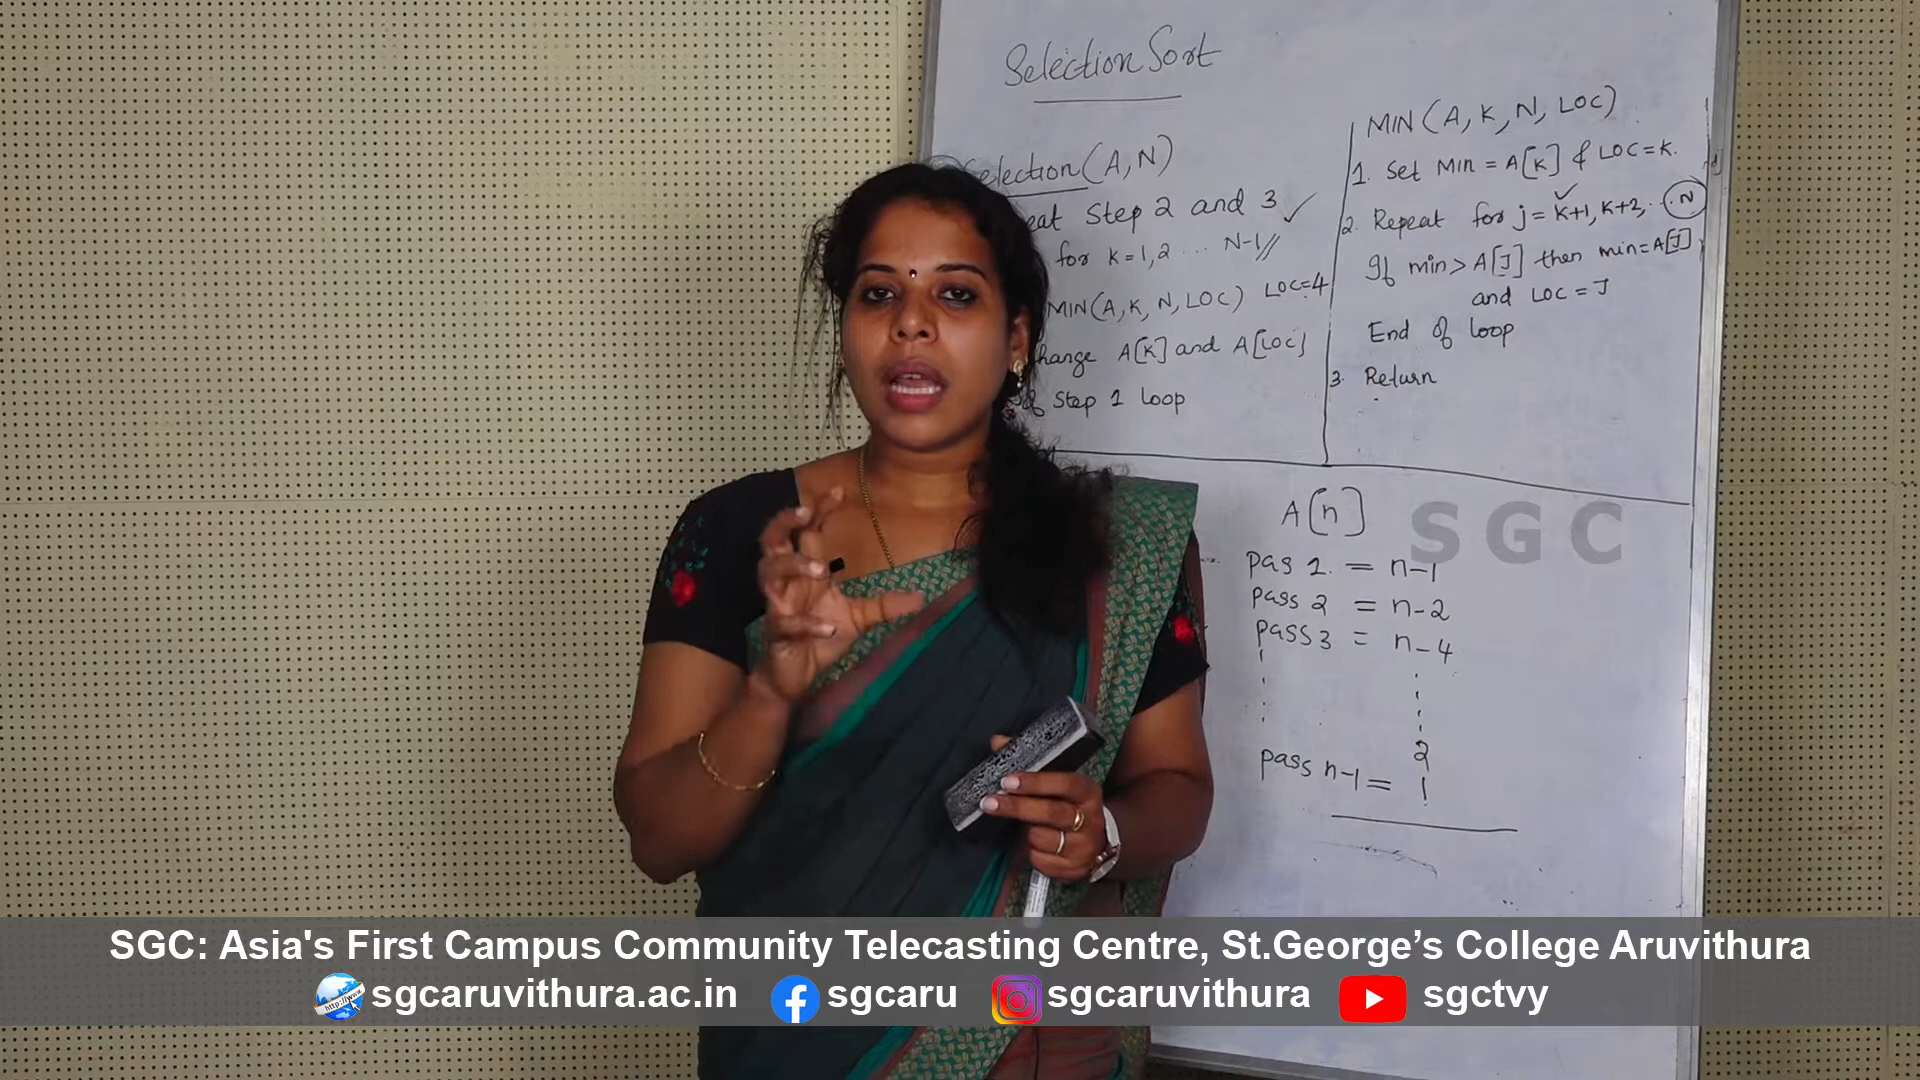 Selection Sort
Selection(A,N)
Step 2 and 3 ✓
for K=1,2 ... N-1//
MIN(A, K, N, LOC) LOC=4
A[K] and A[LOC]
Step 1 loop
MIN(A, K, N, LOC)
1. Set Min = A[K] & LOC=K.
2. Repeat for j= K+1, K+2, .. N
If min > A[J] then min=A[J]
and LOC = J
End of loop
3. Return
A[n]
SGC
pas 1. = n-1
pass 2 = n-2
pass 3 = n-4
2
pass n-1 = 1
SGC: Asia's First Campus Community Telecasting Centre, St.George’s College Aruvithura
http://www sgcaruvithura.ac.in sgcaru sgcaruvithura sgctvy